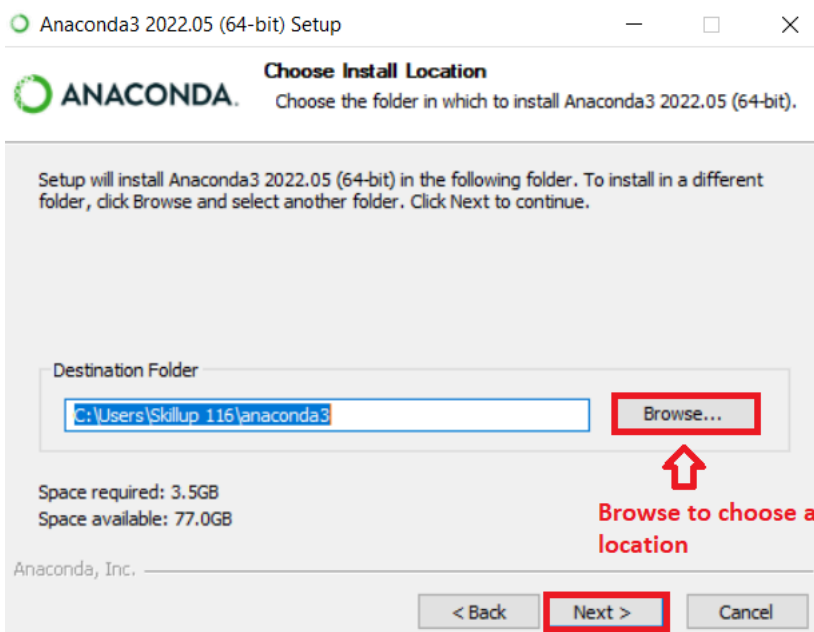 Anaconda3 2022.05 (64-bit) Setup
ANACONDA.
Choose Install Location
Choose the folder in which to install Anaconda3 2022.05 (64-bit).
Setup will install Anaconda3 2022.05 (64-bit) in the following folder. To install in a different
folder, click Browse and select another folder. Click Next to continue.
Destination Folder
C:\Users\Skillup 116\anaconda3
Browse...
Space required: 3.5GB
Space available: 77.0GB
Browse to choose a
location
Anaconda, Inc.
< Back
Next >
Cancel